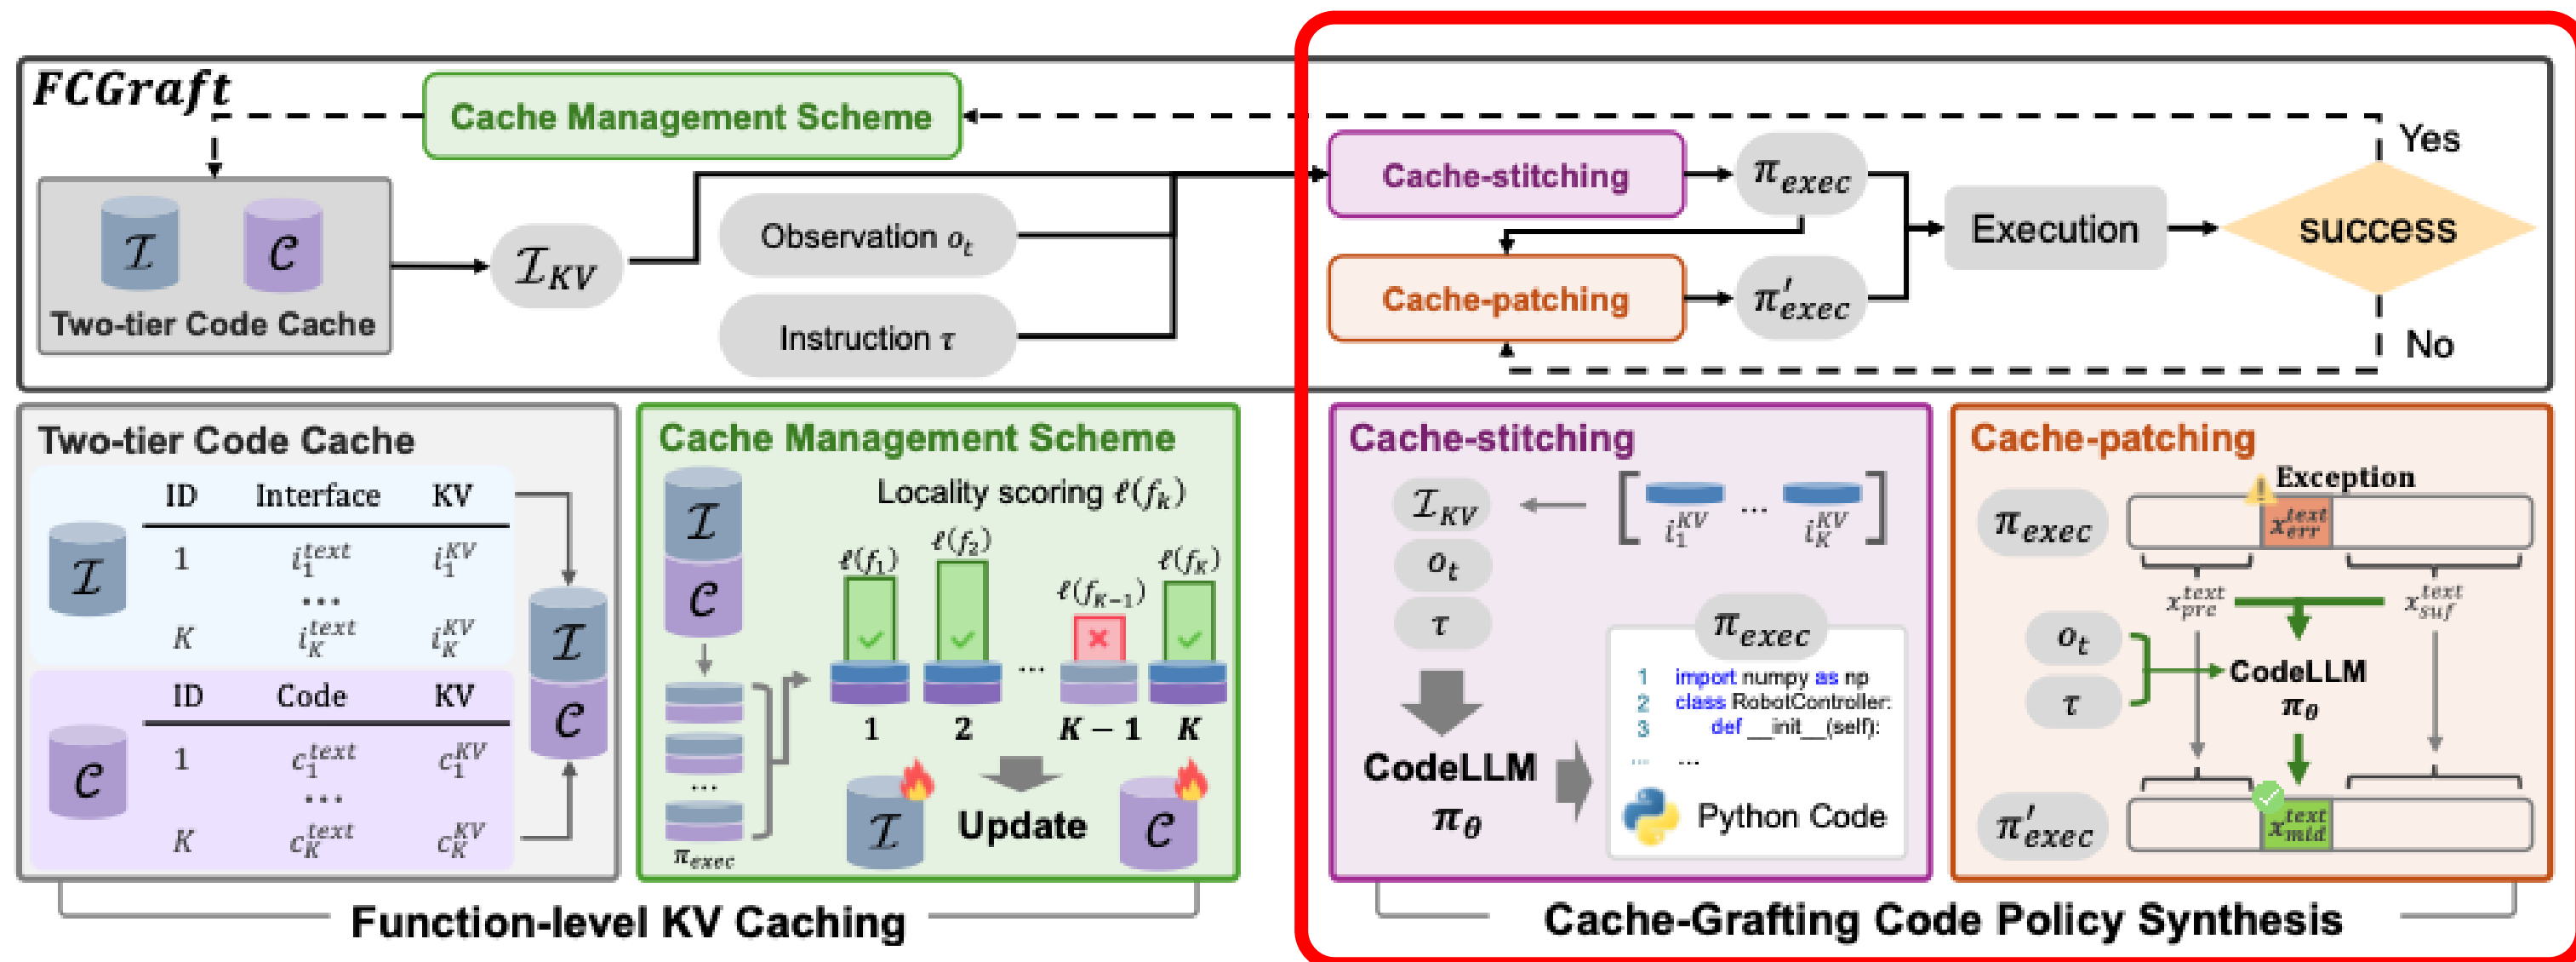 FCGraft
Cache Management Scheme
Yes
Cache-stitching
π_exec
ℐ
𝒞
Two-tier Code Cache
ℐ_KV
Observation o_t
Instruction τ
Execution
success
Cache-patching
π'_exec
No
Two-tier Code Cache
ID Interface KV
ℐ
1 i_1^text i_1^KV
...
K i_K^text i_K^KV
ℐ
𝒞
ID Code KV
𝒞
1 c_1^text c_1^KV
...
K c_K^text c_K^KV
Cache Management Scheme
ℐ
𝒞
Locality scoring ℓ(f_k)
ℓ(f_1) ℓ(f_2) ℓ(f_{K-1}) ℓ(f_K)
...
1 2 K − 1 K
...
π_exec
ℐ Update 𝒞
Function-level KV Caching
Cache-stitching
ℐ_KV
[ i_1^KV ... i_K^KV ]
o_t
τ
CodeLLM
π_θ
π_exec
1 import numpy as np
2 class RobotController:
3 def __init__(self):
... ...
Python Code
Cache-patching
Exception
π_exec
x_err^text
x_pre^text x_suf^text
o_t
τ
CodeLLM
π_θ
π'_exec
x_mid^text
Cache-Grafting Code Policy Synthesis